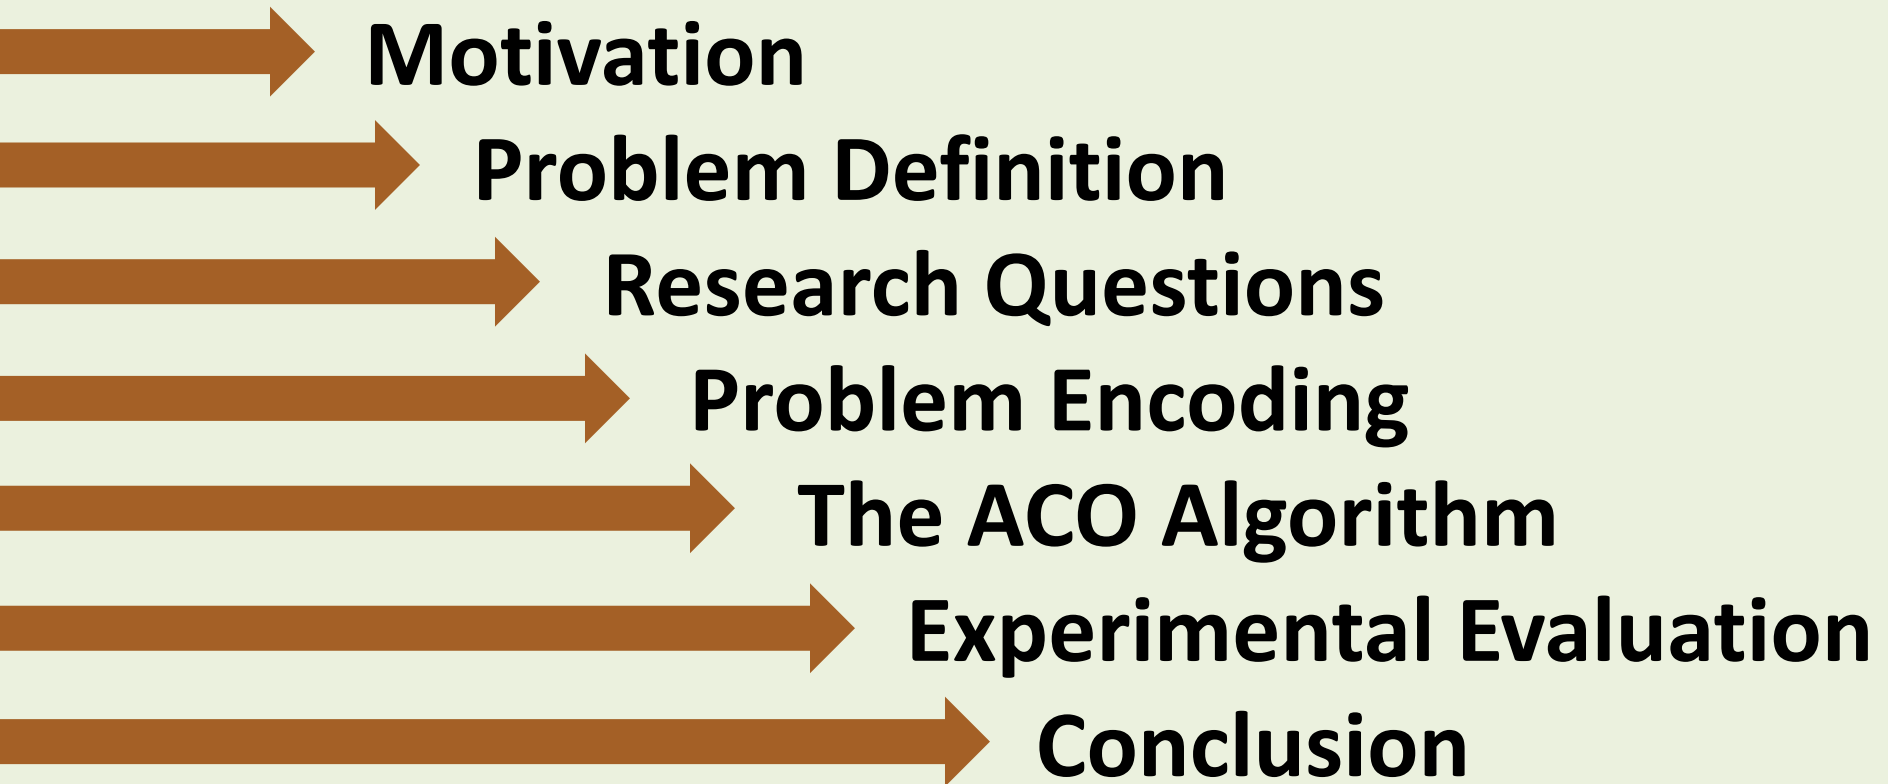 Motivation
Problem Definition
Research Questions
Problem Encoding
The ACO Algorithm
Experimental Evaluation
Conclusion